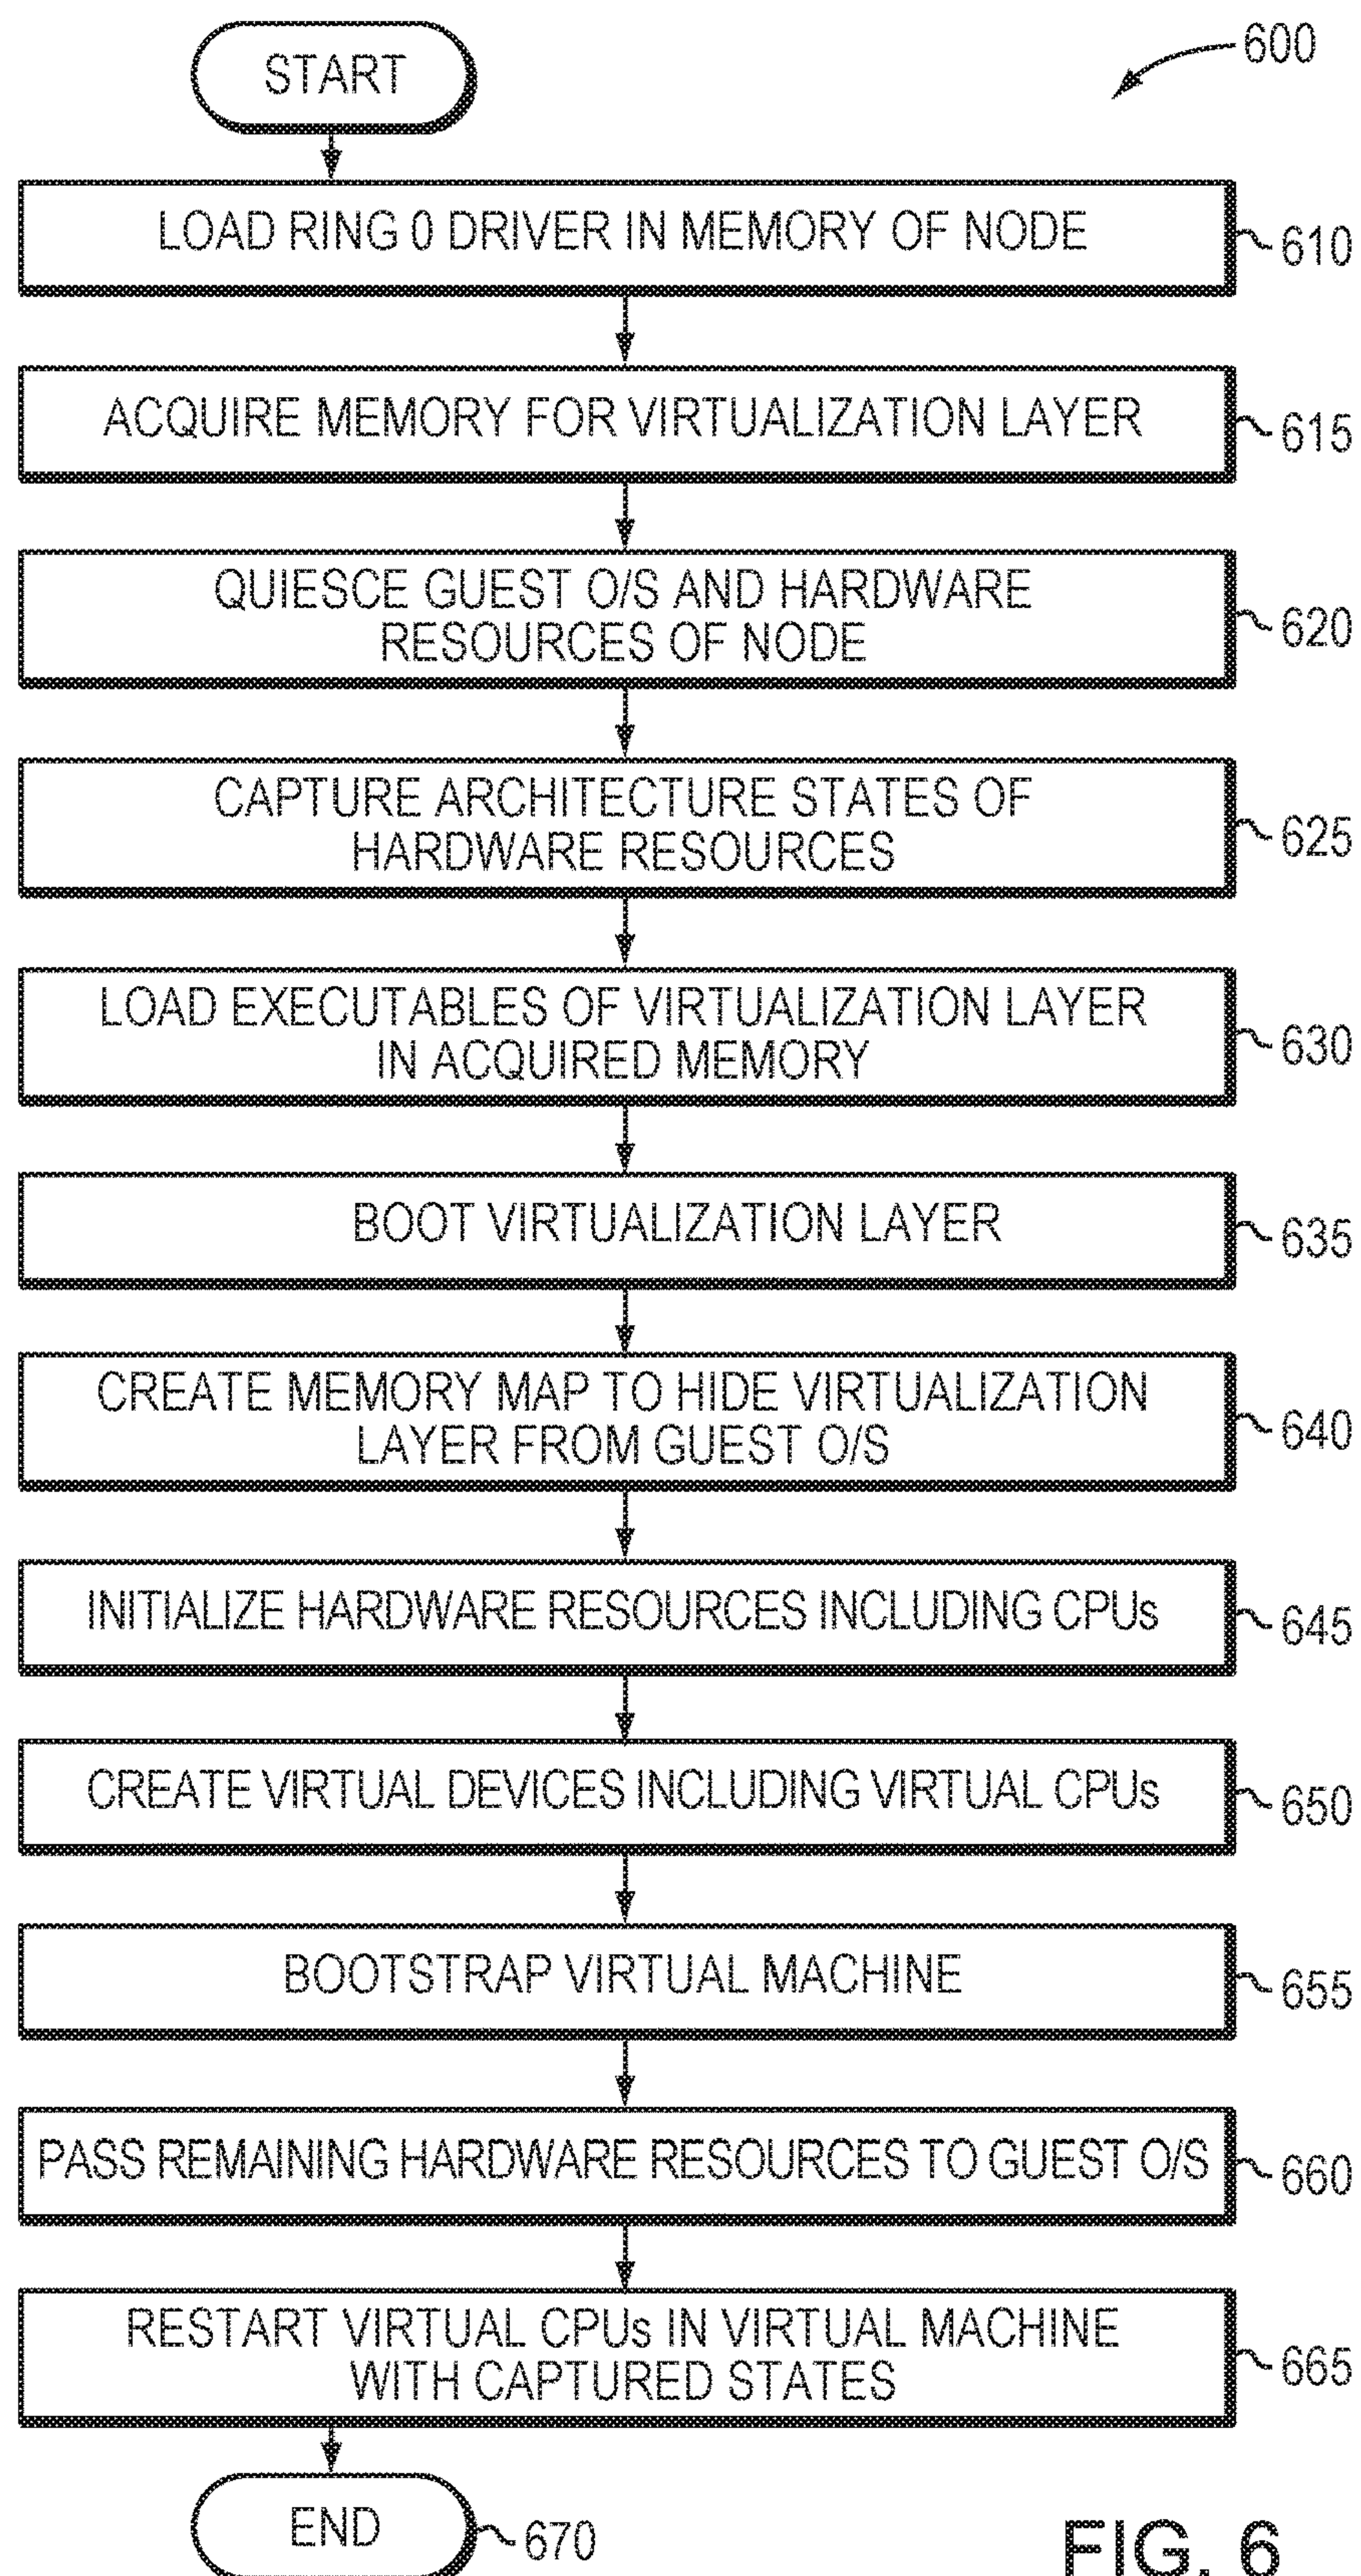 START
600
LOAD RING 0 DRIVER IN MEMORY OF NODE
610
ACQUIRE MEMORY FOR VIRTUALIZATION LAYER
615
QUIESCE GUEST O/S AND HARDWARE
RESOURCES OF NODE
620
CAPTURE ARCHITECTURE STATES OF
HARDWARE RESOURCES
625
LOAD EXECUTABLES OF VIRTUALIZATION LAYER
IN ACQUIRED MEMORY
630
BOOT VIRTUALIZATION LAYER
635
CREATE MEMORY MAP TO HIDE VIRTUALIZATION
LAYER FROM GUEST O/S
640
INITIALIZE HARDWARE RESOURCES INCLUDING CPUs
645
CREATE VIRTUAL DEVICES INCLUDING VIRTUAL CPUs
650
BOOTSTRAP VIRTUAL MACHINE
655
PASS REMAINING HARDWARE RESOURCES TO GUEST O/S
660
RESTART VIRTUAL CPUs IN VIRTUAL MACHINE
WITH CAPTURED STATES
665
END
670
FIG. 6